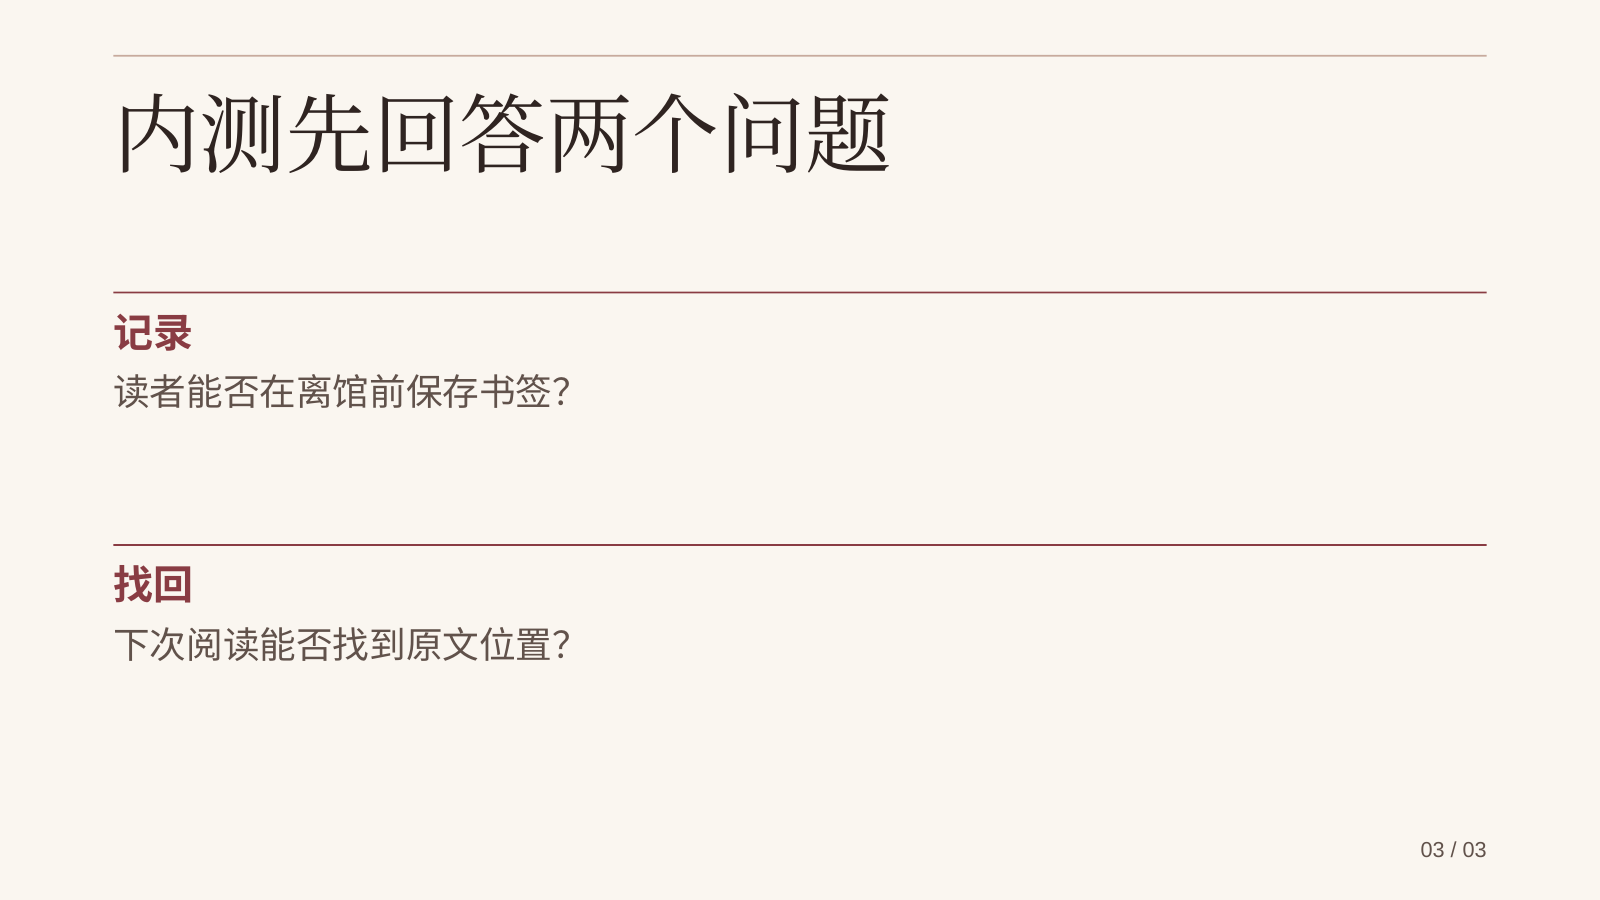 内测先回答两个问题
记录
读者能否在离馆前保存书签？
找回
下次阅读能否找到原文位置？
03 / 03